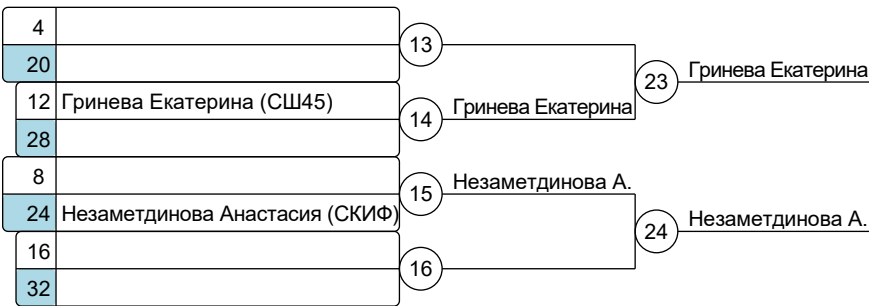 4
13
20
23 Гринева Екатерина
12 Гринева Екатерина (СШ45)
14 Гринева Екатерина
28
8
15 Незаметдинова А.
24 Незаметдинова Анастасия (СКИФ)
24 Незаметдинова А.
16
16
32